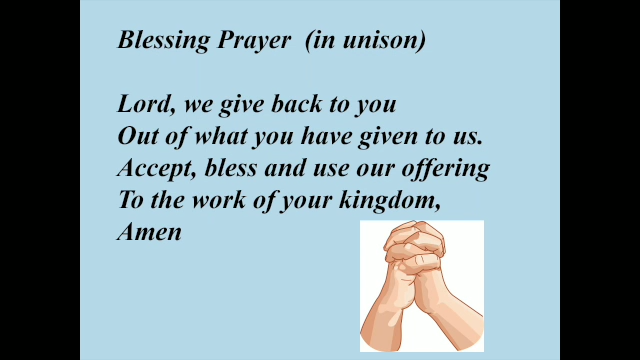 Blessing Prayer (in unison)
Lord, we give back to you
Out of what you have given to us.
Accept, bless and use our offering
To the work of your kingdom,
Amen